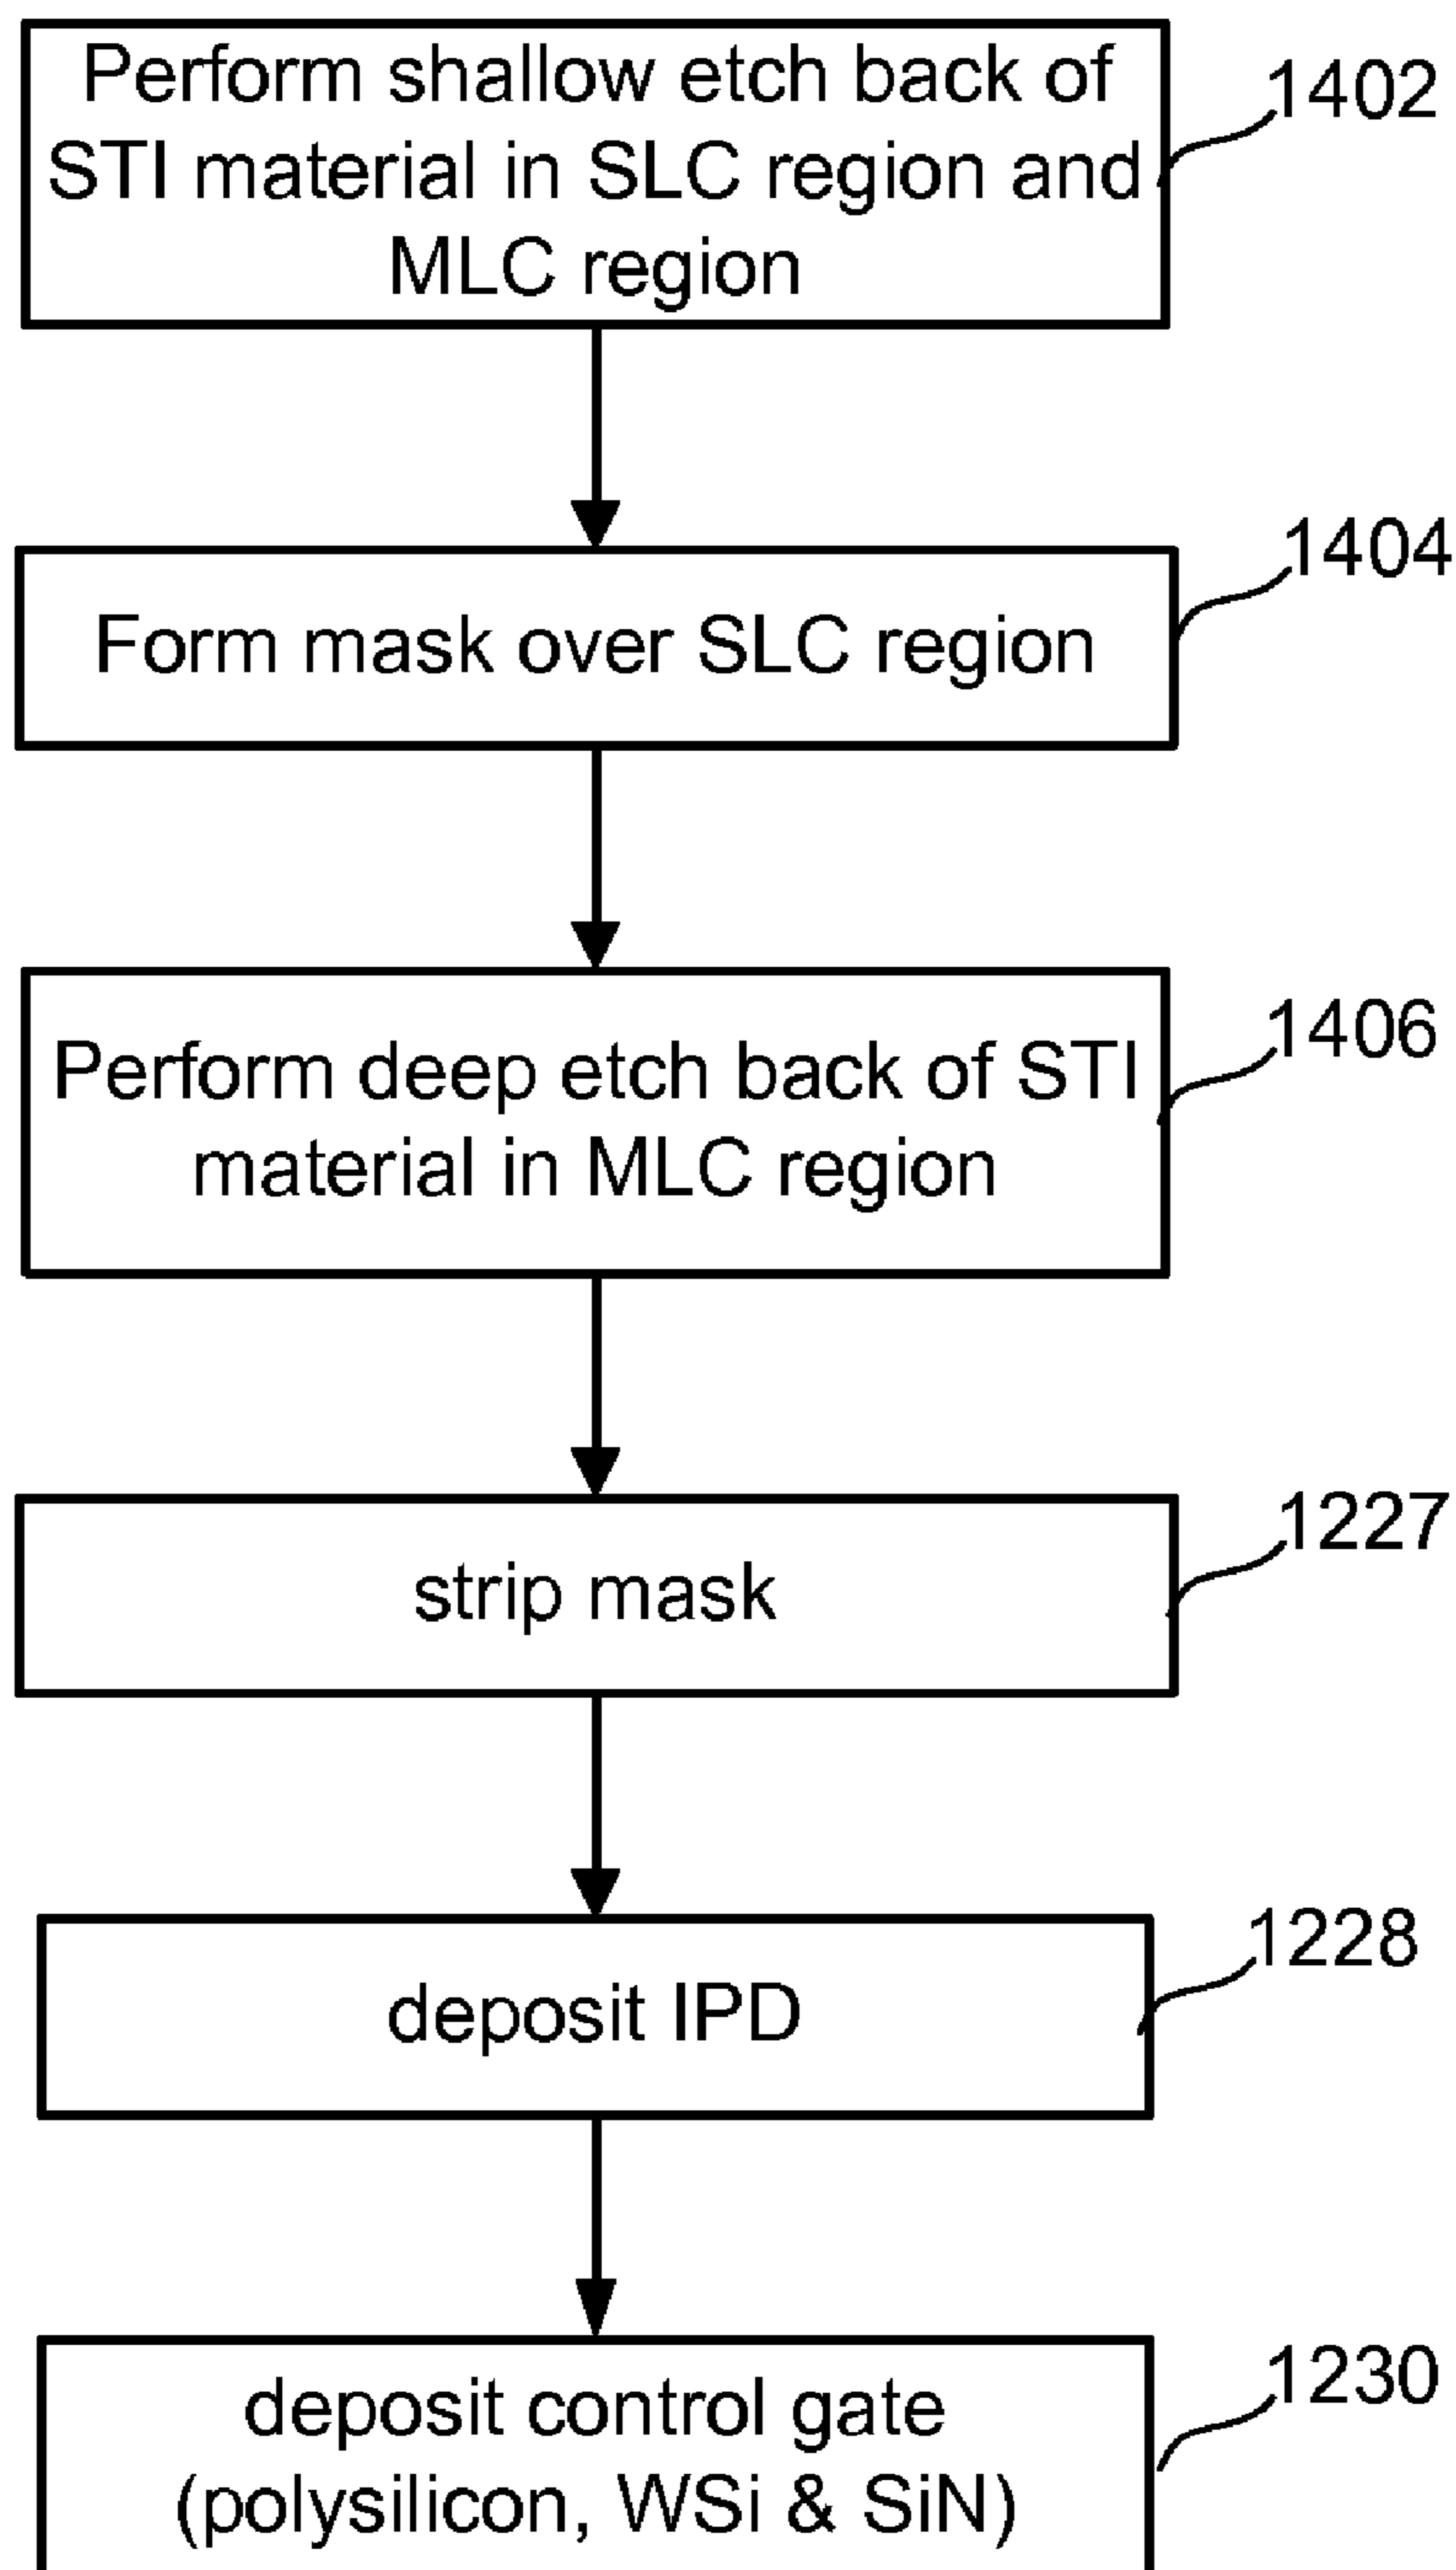 Perform shallow etch back of
STI material in SLC region and
MLC region
1402
Form mask over SLC region
1404
Perform deep etch back of STI
material in MLC region
1406
strip mask
1227
deposit IPD
1228
deposit control gate
(polysilicon, WSi & SiN)
1230